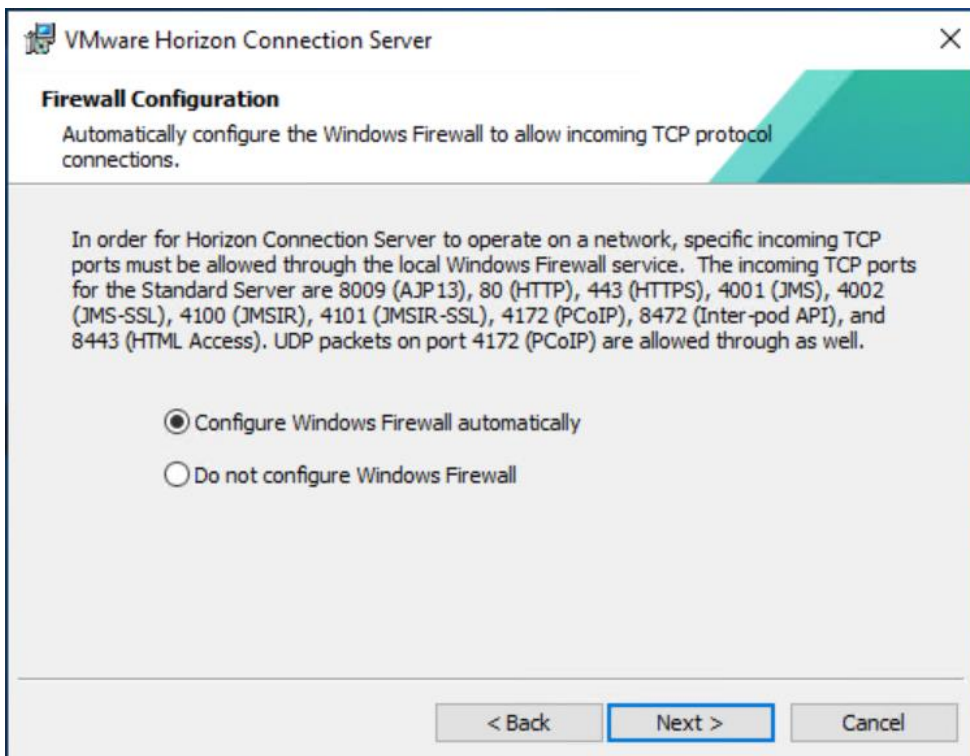 VMware Horizon Connection Server
Firewall Configuration
Automatically configure the Windows Firewall to allow incoming TCP protocol
connections.
In order for Horizon Connection Server to operate on a network, specific incoming TCP
ports must be allowed through the local Windows Firewall service.  The incoming TCP ports
for the Standard Server are 8009 (AJP13), 80 (HTTP), 443 (HTTPS), 4001 (JMS), 4002
(JMS-SSL), 4100 (JMSIR), 4101 (JMSIR-SSL), 4172 (PCoIP), 8472 (Inter-pod API), and
8443 (HTML Access). UDP packets on port 4172 (PCoIP) are allowed through as well.
Configure Windows Firewall automatically
Do not configure Windows Firewall
< Back
Next >
Cancel